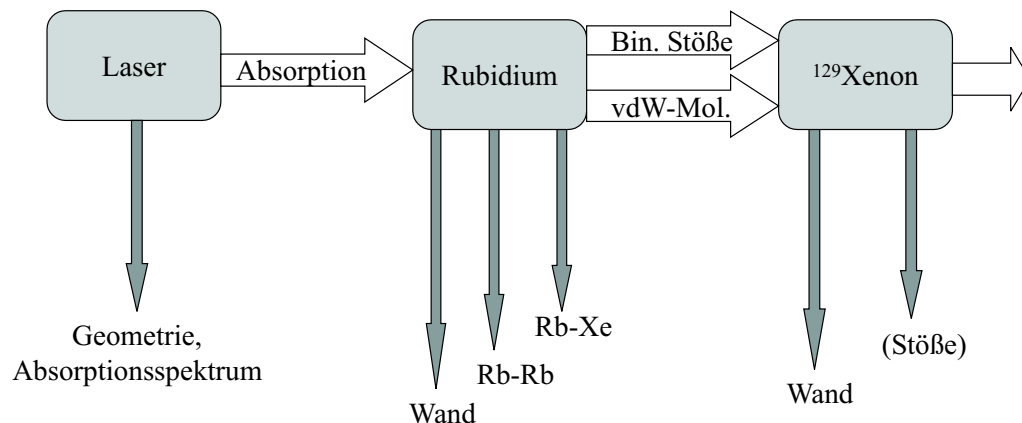 Laser
Absorption
Rubidium
Bin. Stöße
vdW-Mol.
¹²⁹Xenon
Geometrie,
Absorptionsspektrum
Wand
Rb-Rb
Rb-Xe
Wand
(Stöße)